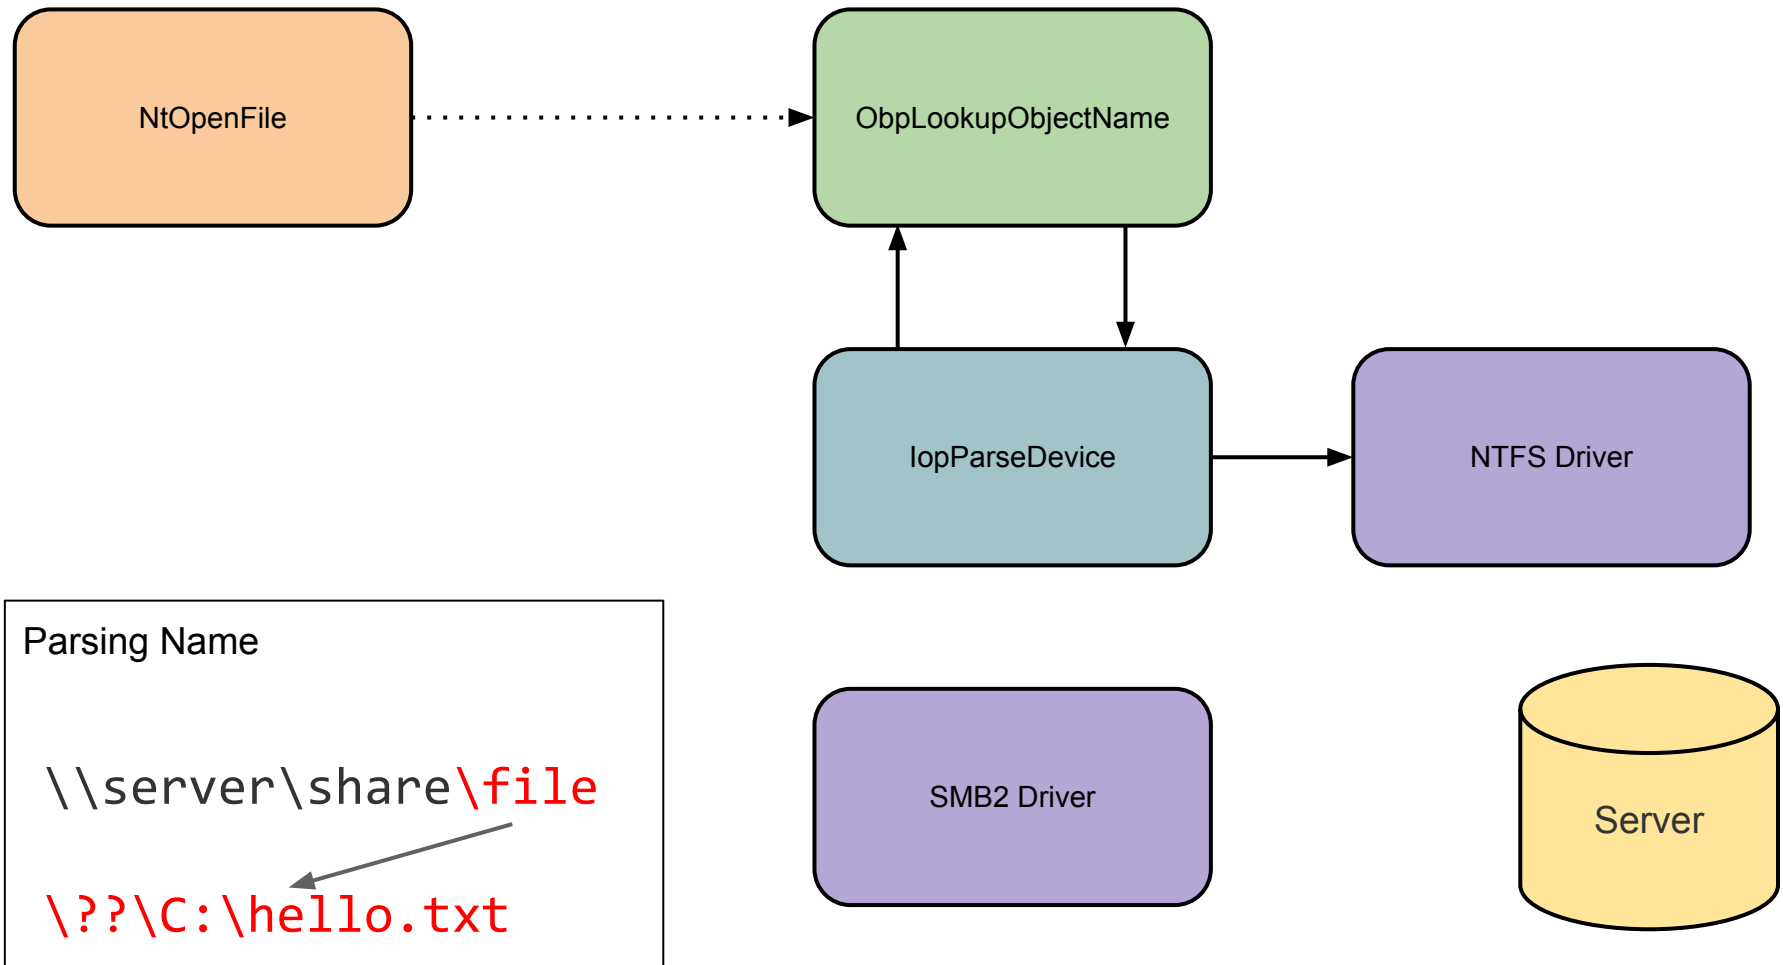 NtOpenFile
ObpLookupObjectName
IopParseDevice
NTFS Driver
Parsing Name
\\server\share\file
\??\C:\hello.txt
SMB2 Driver
Server